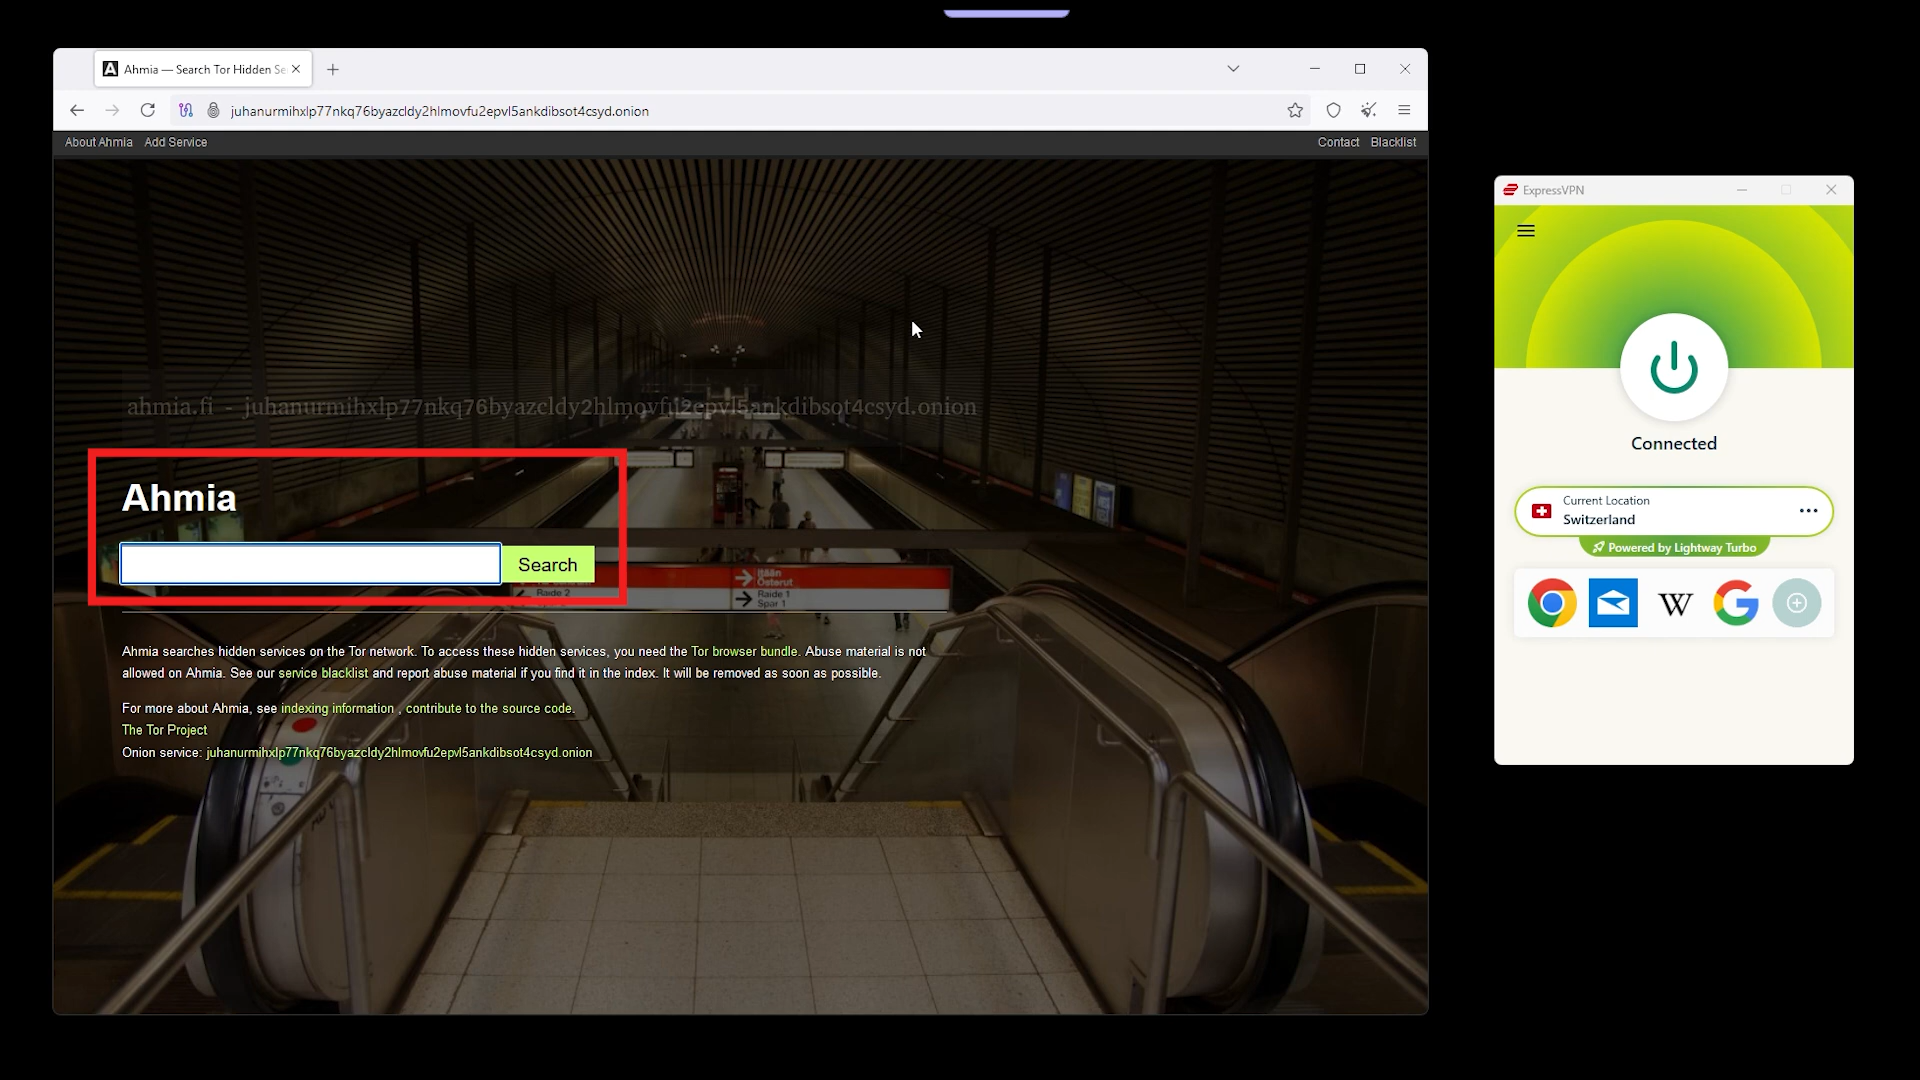 Ahmia — Search Tor Hidden Se
juhanurmihxlp77nkq76byazcldy2hlmovfu2epvl5ankdibsot4csyd.onion
About Ahmia Add Service
Contact Blacklist
ahmia.fi - juhanurmihxlp77nkq76byazcldy2hlmovfu2epvl5ankdibsot4csyd.onion
Ahmia
Search
Itään
Österut
Raide 2
Raide 1
Spår 1
Ahmia searches hidden services on the Tor network. To access these hidden services, you need the Tor browser bundle. Abuse material is not
allowed on Ahmia. See our service blacklist and report abuse material if you find it in the index. It will be removed as soon as possible.
For more about Ahmia, see indexing information , contribute to the source code.
The Tor Project
Onion service: juhanurmihxlp77nkq76byazcldy2hlmovfu2epvl5ankdibsot4csyd.onion
ExpressVPN
Connected
Current Location
Switzerland
Powered by Lightway Turbo
W
G